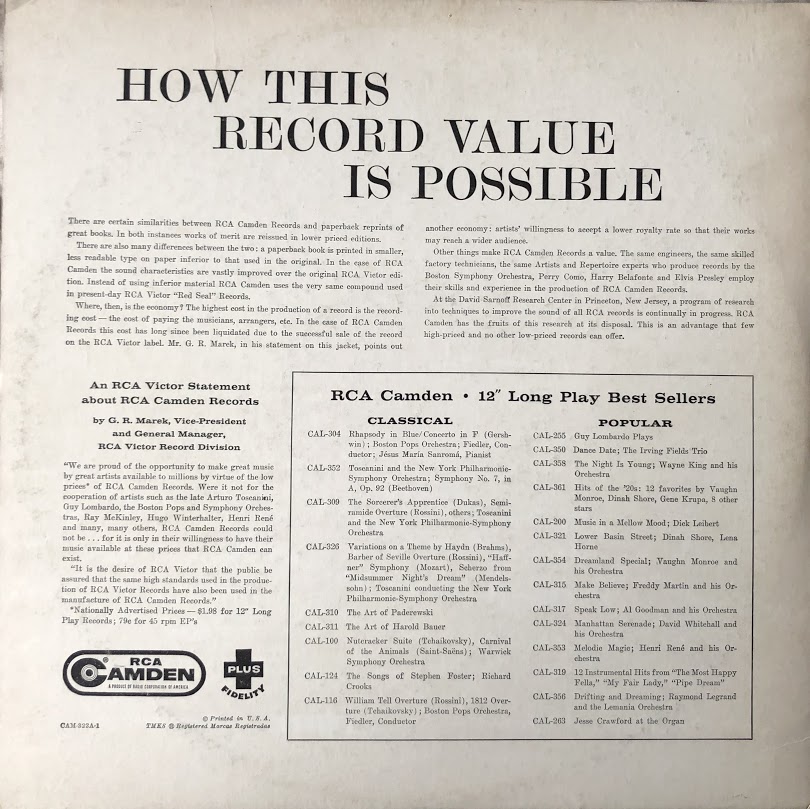 HOW THIS
RECORD VALUE
IS POSSIBLE
There are certain similarities between RCA Camden Records and paperback reprints of
great books. In both instances works of merit are reissued in lower priced editions.
There are also many differences between the two: a paperback book is printed in smaller,
less readable type on paper inferior to that used in the original. In the case of RCA
Camden the sound characteristics are vastly improved over the original RCA Victor edi-
tion. Instead of using inferior material RCA Camden uses the very same compound used
in present-day RCA Victor “Red Seal” Records.
Where, then, is the economy? The highest cost in the production of a record is the record-
ing cost — the cost of paying the musicians, arrangers, etc. In the case of RCA Camden
Records this cost has long since been liquidated due to the successful sale of the record
on the RCA Victor label. Mr. G. R. Marek, in his statement on this jacket, points out
another economy: artists' willingness to accept a lower royalty rate so that their works
may reach a wider audience.
Other things make RCA Camden Records a value. The same engineers, the same skilled
factory technicians, the same Artists and Repertoire experts who produce records by the
Boston Symphony Orchestra, Perry Como, Harry Belafonte and Elvis Presley employ
their skills and experience in the production of RCA Camden Records.
At the David Sarnoff Research Center in Princeton, New Jersey, a program of research
into techniques to improve the sound of all RCA records is continually in progress. RCA
Camden has the fruits of this research at its disposal. This is an advantage that few
high-priced and no other low-priced records can offer.
An RCA Victor Statement
about RCA Camden Records
by G. R. Marek, Vice-President
and General Manager,
RCA Victor Record Division
“We are proud of the opportunity to make great music
by great artists available to millions by virtue of the low
prices* of RCA Camden Records. Were it not for the
cooperation of artists such as the late Arturo Toscanini,
Guy Lombardo, the Boston Pops and Symphony Orches-
tras, Ray McKinley, Hugo Winterhalter, Henri René
and many, many others, RCA Camden Records could
not be . . . for it is only in their willingness to have their
music available at these prices that RCA Camden can
exist.
“It is the desire of RCA Victor that the public be
assured that the same high standards used in the produc-
tion of RCA Victor Records have also been used in the
manufacture of RCA Camden Records.”
*Nationally Advertised Prices — $1.98 for 12" Long
Play Records; 79¢ for 45 rpm EP's
RCA
CAMDEN
A PRODUCT OF RADIO CORPORATION OF AMERICA
PLUS
FIDELITY
© Printed in U. S. A.
CAM-322A-1 TMKS ® Registered Marcas Registradas
RCA Camden • 12" Long Play Best Sellers
CLASSICAL
CAL-304 Rhapsody in Blue/Concerto in F (Gersh-
win); Boston Pops Orchestra; Fiedler, Con-
ductor; Jésus María Sanromá, Pianist
CAL-352 Toscanini and the New York Philharmonic-
Symphony Orchestra; Symphony No. 7, in
A, Op. 92 (Beethoven)
CAL-309 The Sorcerer's Apprentice (Dukas), Semi-
ramide Overture (Rossini), others; Toscanini
and the New York Philharmonic-Symphony
Orchestra
CAL-326 Variations on a Theme by Haydn (Brahms),
Barber of Seville Overture (Rossini), “Haff-
ner” Symphony (Mozart), Scherzo from
“Midsummer Night's Dream” (Mendels-
sohn); Toscanini conducting the New York
Philharmonic-Symphony Orchestra
CAL-310 The Art of Paderewski
CAL-311 The Art of Harold Bauer
CAL-100 Nutcracker Suite (Tchaikovsky), Carnival
of the Animals (Saint-Saëns); Warwick
Symphony Orchestra
CAL-124 The Songs of Stephen Foster; Richard
Crooks
CAL-116 William Tell Overture (Rossini), 1812 Over-
ture (Tchaikovsky); Boston Pops Orchestra,
Fiedler, Conductor
POPULAR
CAL-255 Guy Lombardo Plays
CAL-350 Dance Date; The Irving Fields Trio
CAL-358 The Night Is Young; Wayne King and his
Orchestra
CAL-361 Hits of the '20s: 12 favorites by Vaughn
Monroe, Dinah Shore, Gene Krupa, 8 other
stars
CAL-200 Music in a Mellow Mood; Dick Leibert
CAL-321 Lower Basin Street; Dinah Shore, Lena
Horne
CAL-354 Dreamland Special; Vaughn Monroe and
his Orchestra
CAL-315 Make Believe; Freddy Martin and his Or-
chestra
CAL-317 Speak Low; Al Goodman and his Orchestra
CAL-324 Manhattan Serenade; David Whitehall and
his Orchestra
CAL-353 Melodic Magic; Henri René and his Or-
chestra
CAL-319 12 Instrumental Hits from “The Most Happy
Fella,” “My Fair Lady,” “Pipe Dream”
CAL-356 Drifting and Dreaming; Raymond Legrand
and the Lemania Orchestra
CAL-263 Jesse Crawford at the Organ